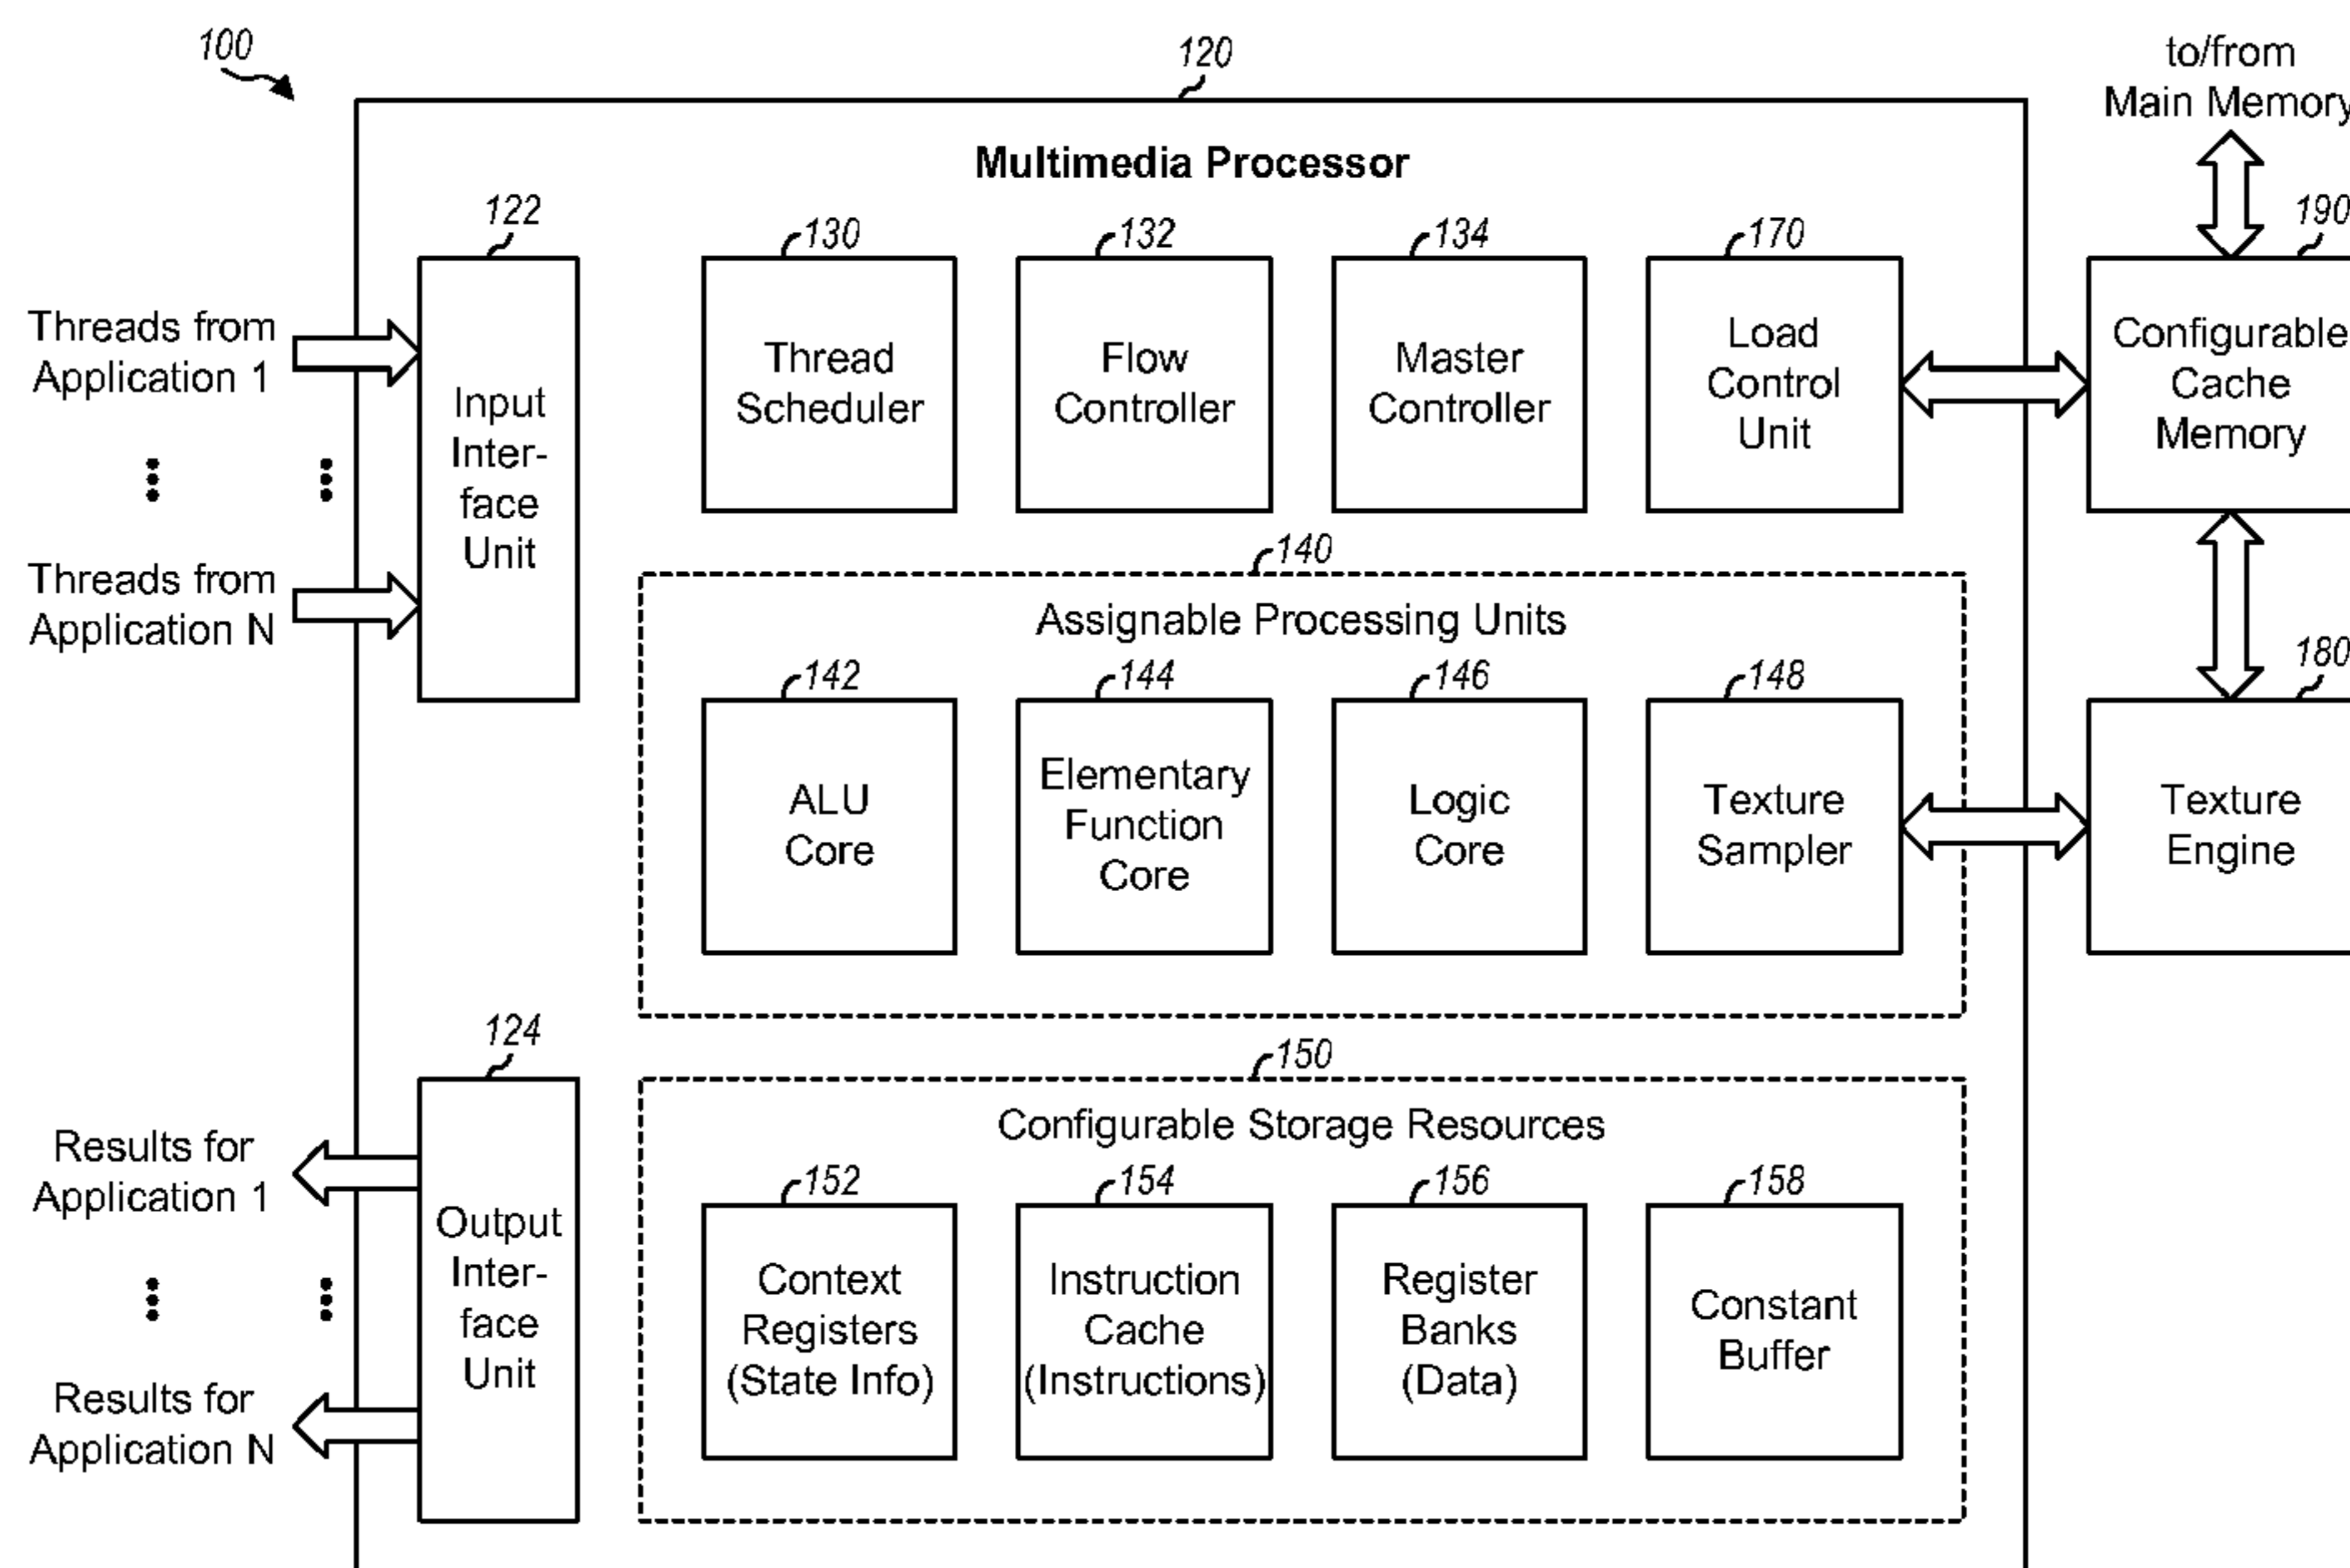 100
120
to/from
Main Memory
Multimedia Processor
122
130
132
134
170
190
Threads from
Application 1
Threads from
Application N
Input
Inter-
face
Unit
Thread
Scheduler
Flow
Controller
Master
Controller
Load
Control
Unit
Configurable
Cache
Memory
140
Assignable Processing Units
142
144
146
148
180
ALU
Core
Elementary
Function
Core
Logic
Core
Texture
Sampler
Texture
Engine
124
150
Configurable Storage Resources
Results for
Application 1
Results for
Application N
Output
Inter-
face
Unit
152
154
156
158
Context
Registers
(State Info)
Instruction
Cache
(Instructions)
Register
Banks
(Data)
Constant
Buffer